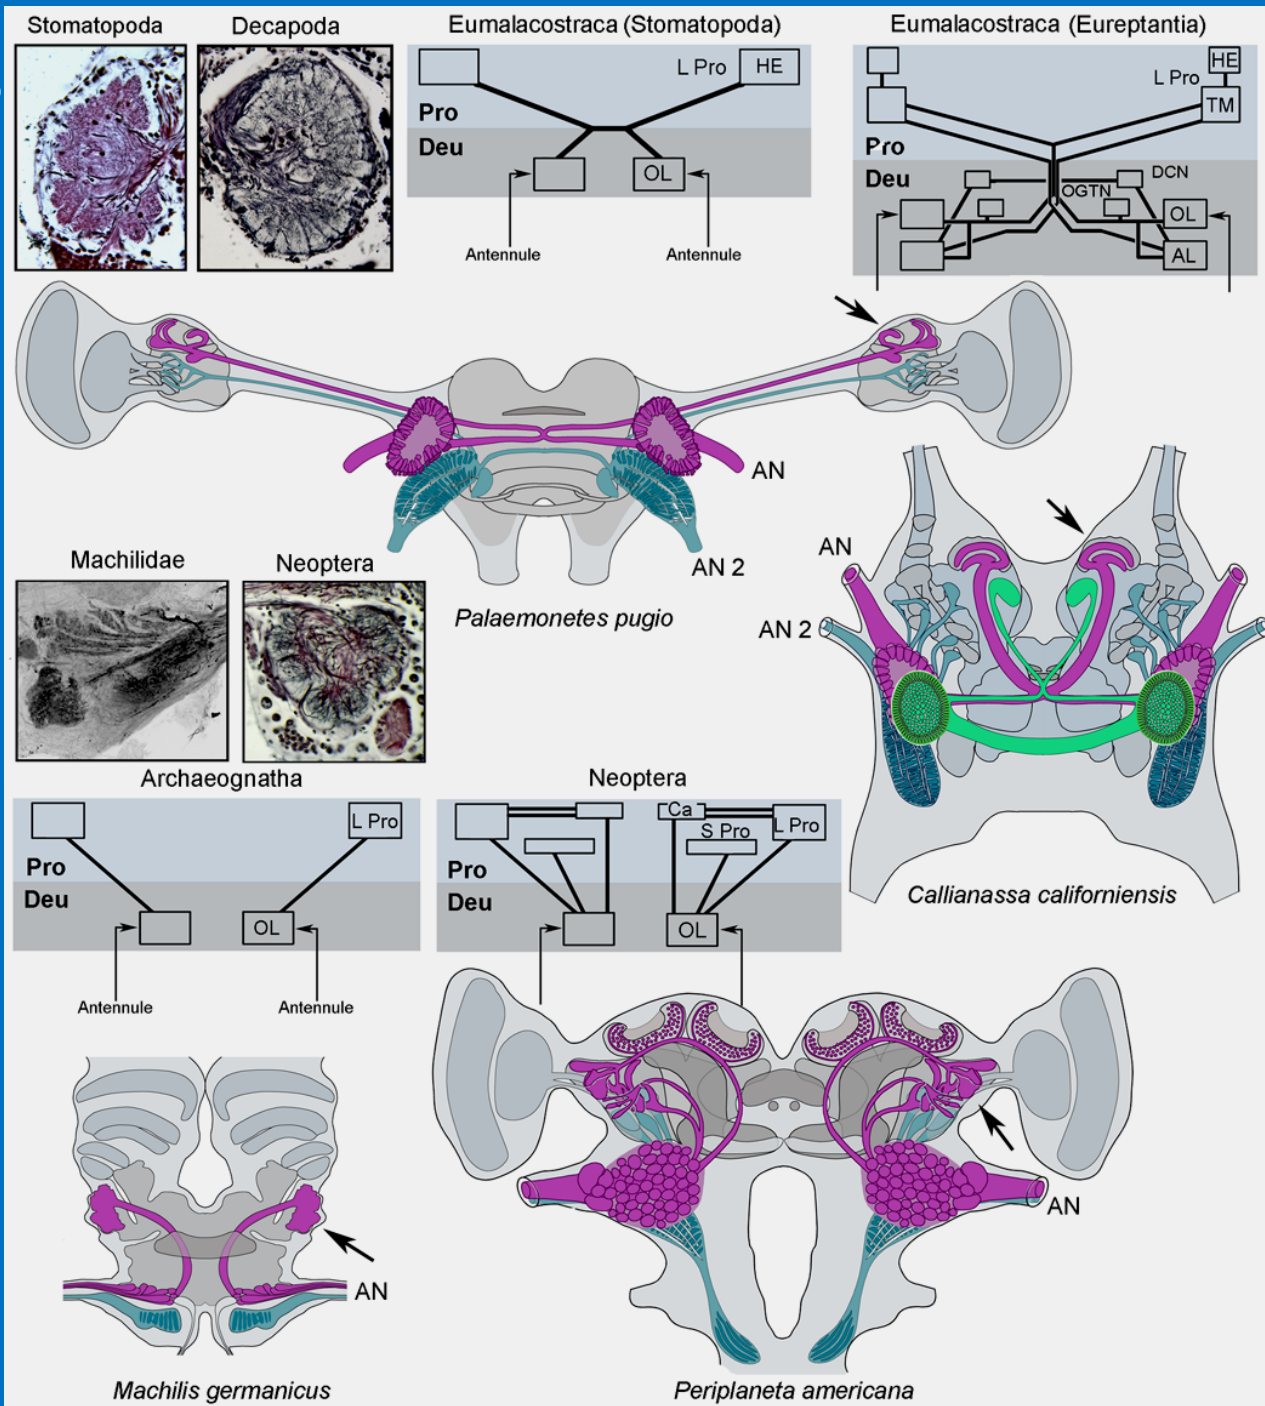 Stomatopoda
Decapoda
Eumalacostraca (Stomatopoda)
Eumalacostraca (Eureptantia)
L Pro
HE
Pro
Deu
OL
Antennule
Antennule
HE
L Pro
TM
Pro
Deu
DCN
OGTN
OL
AL
AN
AN 2
Palaemonetes pugio
AN
AN 2
Callianassa californiensis
Machilidae
Neoptera
Archaeognatha
Neoptera
L Pro
Pro
Deu
OL
Antennule
Antennule
Ca
S Pro
L Pro
Pro
Deu
OL
AN
Machilis germanicus
AN
Periplaneta americana